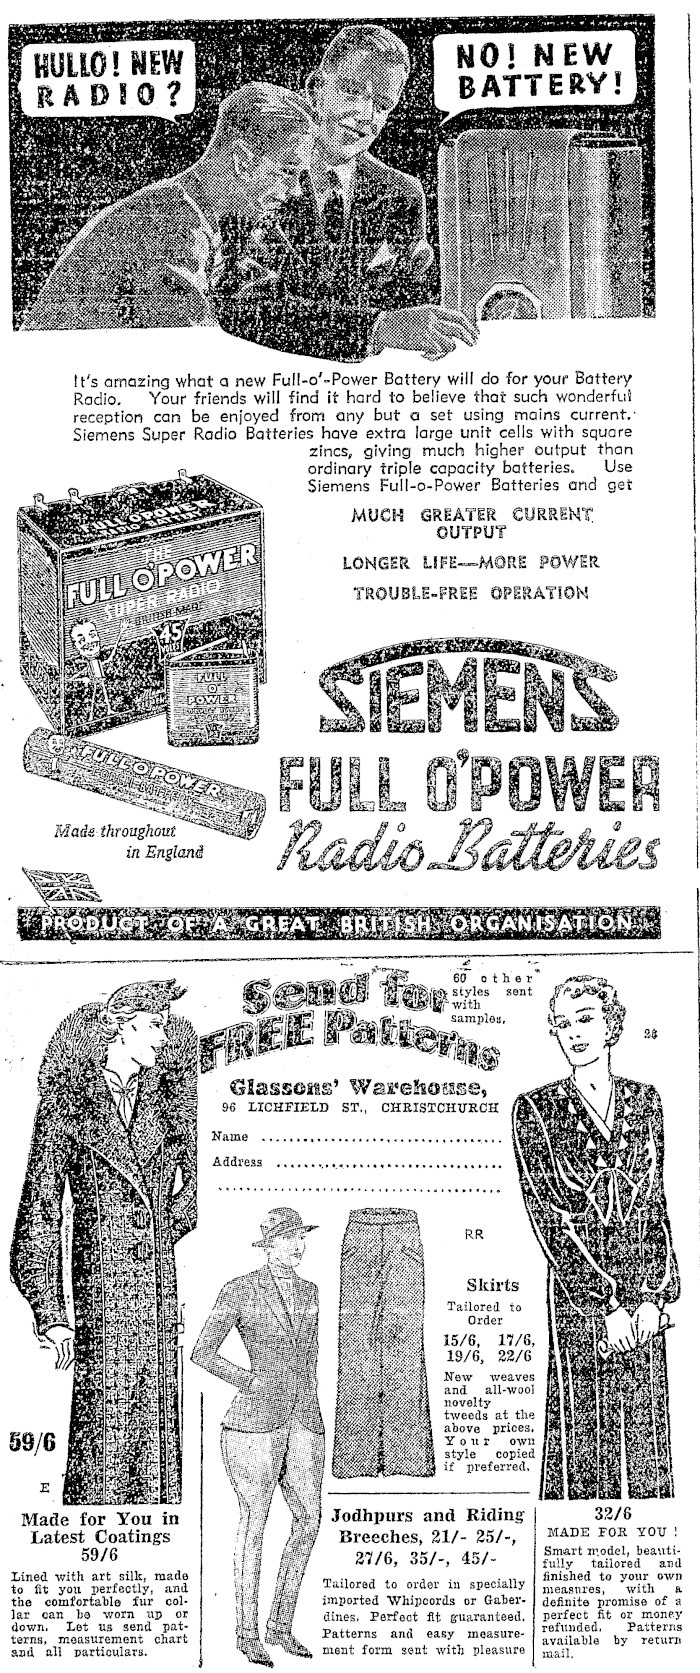 HULLO! NEW
RADIO?
NO! NEW
BATTERY!
It's amazing what a new Full-o'-Power Battery will do for your Battery
Radio. Your friends will find it hard to believe that such wonderful
reception can be enjoyed from any but a set using mains current.
Siemens Super Radio Batteries have extra large unit cells with square
zincs, giving much higher output than
ordinary triple capacity batteries. Use
Siemens Full-o-Power Batteries and get
MUCH GREATER CURRENT
OUTPUT
LONGER LIFE—MORE POWER
TROUBLE-FREE OPERATION
FULL O'POWER
THE
FULL O'POWER
SUPER RADIO
BRITISH MADE
45
FULL
O'
POWER
FULL O'POWER
Made throughout
in England
SIEMENS
FULL O'POWER
Radio Batteries
PRODUCT OF A GREAT BRITISH ORGANISATION
Send for
FREE Patterns
60 other
styles sent
with
samples.
Glassons' Warehouse,
96 LICHFIELD ST., CHRISTCHURCH
Name
Address
RR
Skirts
Tailored to
Order
15/6, 17/6,
19/6, 22/6
New weaves
and all-wool
novelty
tweeds at the
above prices.
Your own
style copied
if preferred.
59/6
E
Made for You in
Latest Coatings
59/6
Lined with art silk, made
to fit you perfectly, and
the comfortable fur col-
lar can be worn up or
down. Let us send pat-
terns, measurement chart
and all particulars.
Jodhpurs and Riding
Breeches, 21/- 25/-,
27/6, 35/-, 45/-
Tailored to order in specially
imported Whipcords or Gaber-
dines. Perfect fit guaranteed.
Patterns and easy measure-
ment form sent with pleasure
32/6
MADE FOR YOU!
Smart model, beauti-
fully tailored and
finished to your own
measures, with a
definite promise of a
perfect fit or money
refunded. Patterns
available by return
mail.